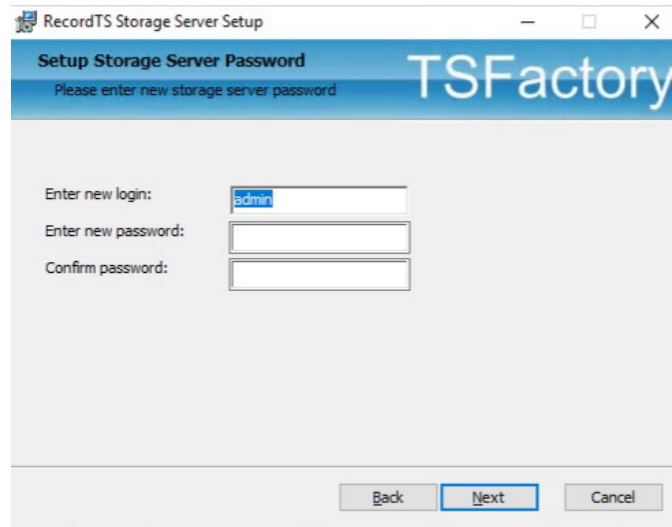 RecordTS Storage Server Setup
Setup Storage Server Password
Please enter new storage server password
TSFactory
Enter new login:
admin
Enter new password:
Confirm password:
Back
Next
Cancel